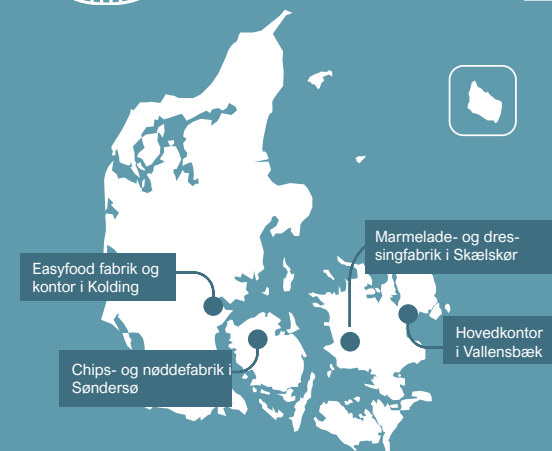 Marmelade- og dres-
singfabrik i Skælskør
Easyfood fabrik og
kontor i Kolding
Hovedkontor
i Vallensbæk
Chips- og nøddefabrik i
Søndersø